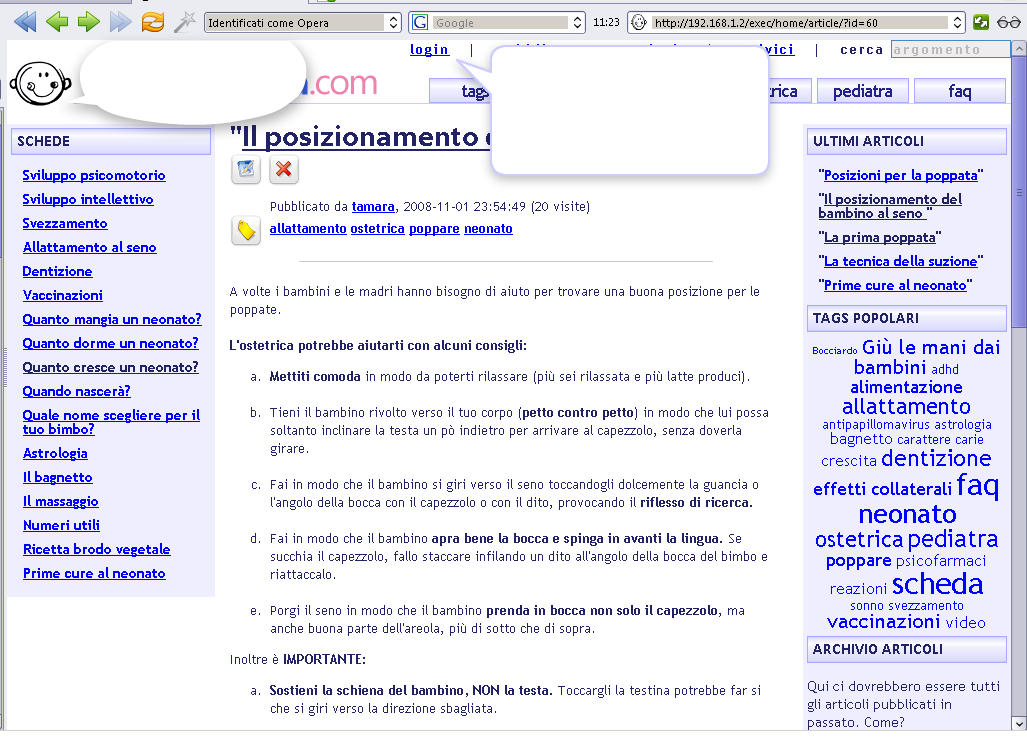 Identificati come Opera
Google
11:23
http://192.168.1.2/exec/home/article/?id=60
login | | cerca argomento
.com
tags pediatra faq
SCHEDE
Sviluppo psicomotorio
Sviluppo intellettivo
Svezzamento
Allattamento al seno
Dentizione
Vaccinazioni
Quanto mangia un neonato?
Quanto dorme un neonato?
Quanto cresce un neonato?
Quando nascerà?
Quale nome scegliere per il
tuo bimbo?
Astrologia
Il bagnetto
Il massaggio
Numeri utili
Ricetta brodo vegetale
Prime cure al neonato
"Il posizionamento
Pubblicato da tamara, 2008-11-01 23:54:49 (20 visite)
allattamento ostetrica poppare neonato
A volte i bambini e le madri hanno bisogno di aiuto per trovare una buona posizione per le
poppate.
L'ostetrica potrebbe aiutarti con alcuni consigli:
a. Mettiti comoda in modo da poterti rilassare (più sei rilassata e più latte produci).
b. Tieni il bambino rivolto verso il tuo corpo (petto contro petto) in modo che lui possa
soltanto inclinare la testa un pò indietro per arrivare al capezzolo, senza doverla
girare.
c. Fai in modo che il bambino si giri verso il seno toccandogli dolcemente la guancia o
l'angolo della bocca con il capezzolo o con il dito, provocando il riflesso di ricerca.
d. Fai in modo che il bambino apra bene la bocca e spinga in avanti la lingua. Se
succhia il capezzolo, fallo staccare infilando un dito all'angolo della bocca del bimbo e
riattaccalo.
e. Porgi il seno in modo che il bambino prenda in bocca non solo il capezzolo, ma
anche buona parte dell'areola, più di sotto che di sopra.
Inoltre è IMPORTANTE:
a. Sostieni la schiena del bambino, NON la testa. Toccargli la testina potrebbe far si
che si giri verso la direzione sbagliata.
ULTIMI ARTICOLI
"Posizioni per la poppata"
"Il posizionamento del
bambino al seno "
"La prima poppata"
"La tecnica della suzione"
"Prime cure al neonato"
TAGS POPOLARI
Bocciardo Giù le mani dai
bambini adhd
alimentazione
allattamento
antipapillomavirus astrologia
bagnetto carattere carie
crescita dentizione
effetti collaterali faq
neonato
ostetrica pediatra
poppare psicofarmaci
reazioni scheda
sonno svezzamento
vaccinazioni video
ARCHIVIO ARTICOLI
Qui ci dovrebbero essere tutti
gli articoli pubblicati in
passato. Come?